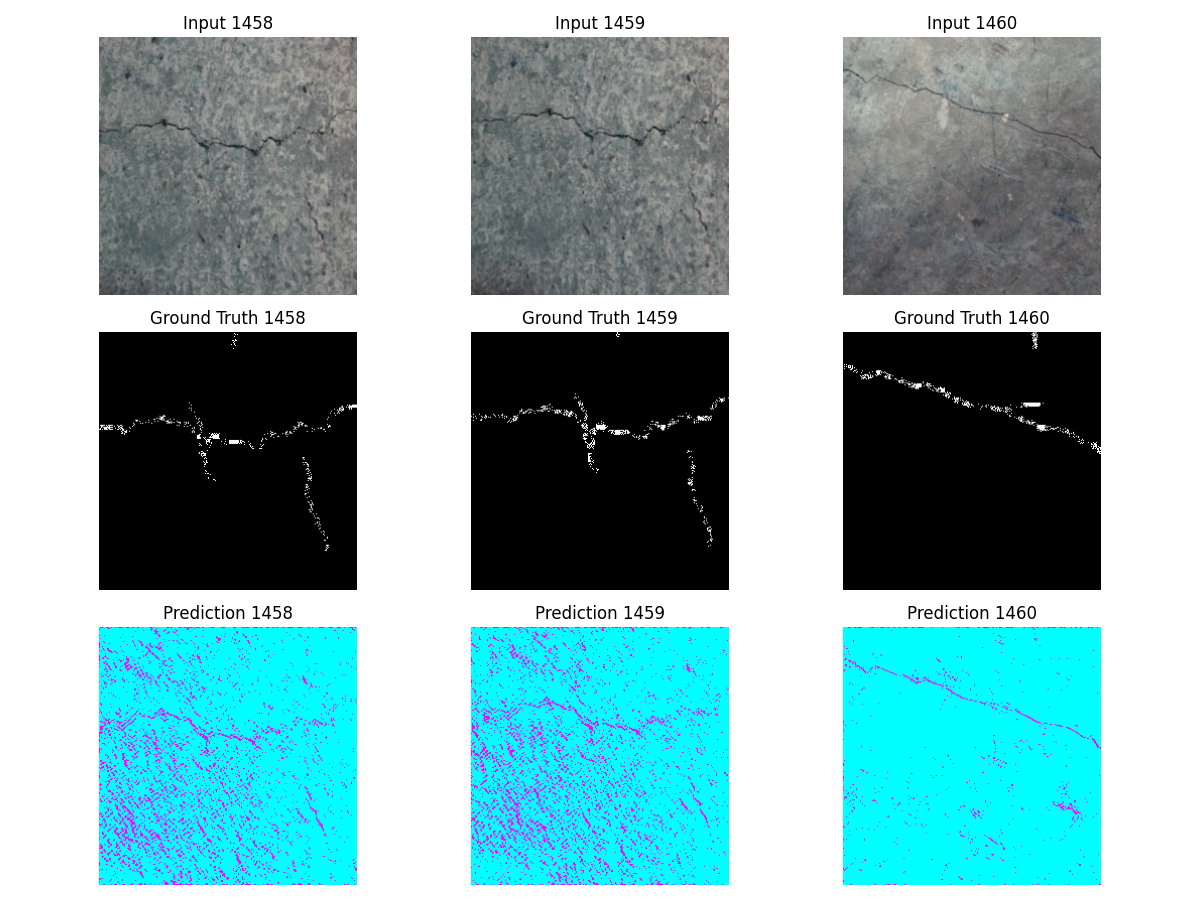 Input 1458
Input 1459
Input 1460
Ground Truth 1458
Ground Truth 1459
Ground Truth 1460
Prediction 1458
Prediction 1459
Prediction 1460